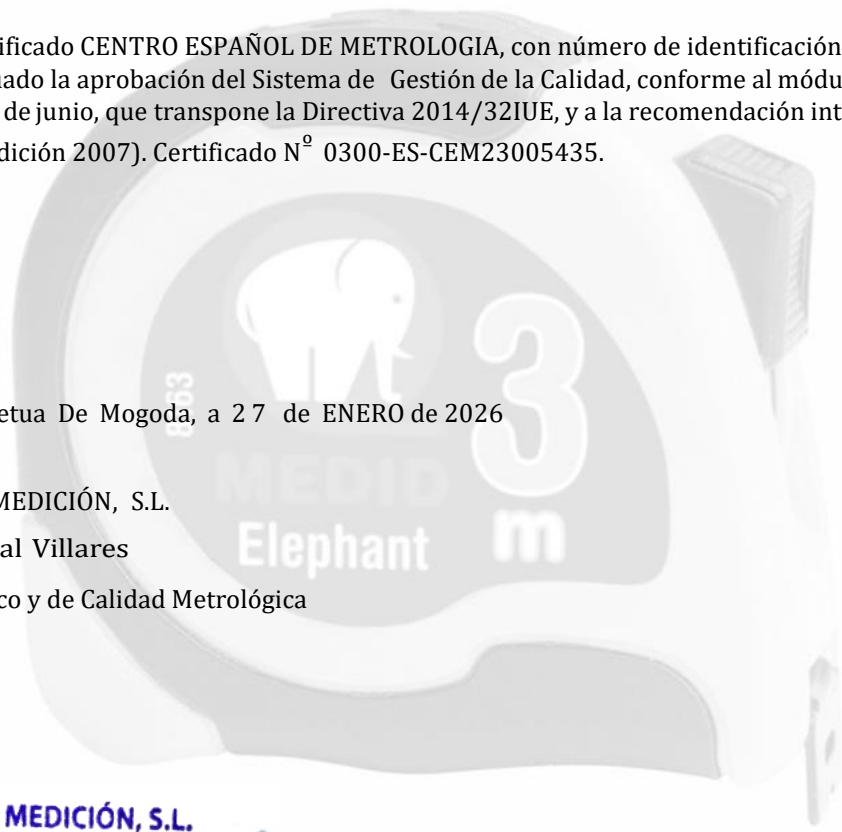 ificado CENTRO ESPAÑOL DE METROLOGIA, con número de identificación
uado la aprobación del Sistema de Gestión de la Calidad, conforme al módu
de junio, que transpone la Directiva 2014/32IUE, y a la recomendación int
dición 2007). Certificado Nº 0300-ES-CEM23005435.
3
8763
etua De Mogoda, a 27 de ENERO de 2026
MEDID
MEDICIÓN, S.L.
Elephant m
al Villares
co y de Calidad Metrológica
MEDICIÓN, S.L.